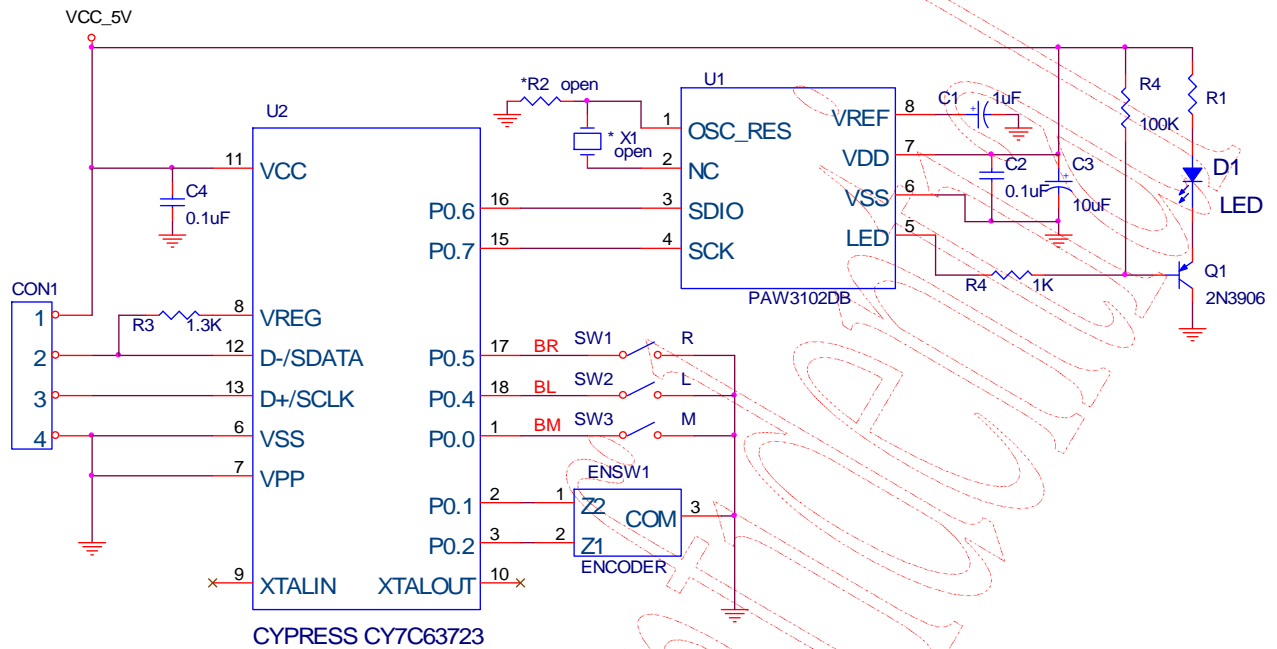 VCC_5V
U2
11 VCC
C4
0.1uF
P0.6 16
P0.7 15
CON1
1
2
3
4
R3 1.3K
8 VREG
12 D-/SDATA
13 D+/SCLK
6 VSS
7 VPP
9 XTALIN
XTALOUT 10
P0.5 17 BR SW1 R
P0.4 18 BL SW2 L
P0.0 1 BM SW3 M
P0.1 2
P0.2 3
ENSW1
1 Z2
2 Z1
COM 3
ENCODER
CYPRESS CY7C63723
*R2 open
* X1
open
U1
1 OSC_RES
2 NC
3 SDIO
4 SCK
VREF 8
VDD 7
VSS 6
LED 5
PAW3102DB
C1 + 1uF
C2
0.1uF
C3
+
10uF
R4
100K
R1
D1
LED
R4 1K
Q1
2N3906